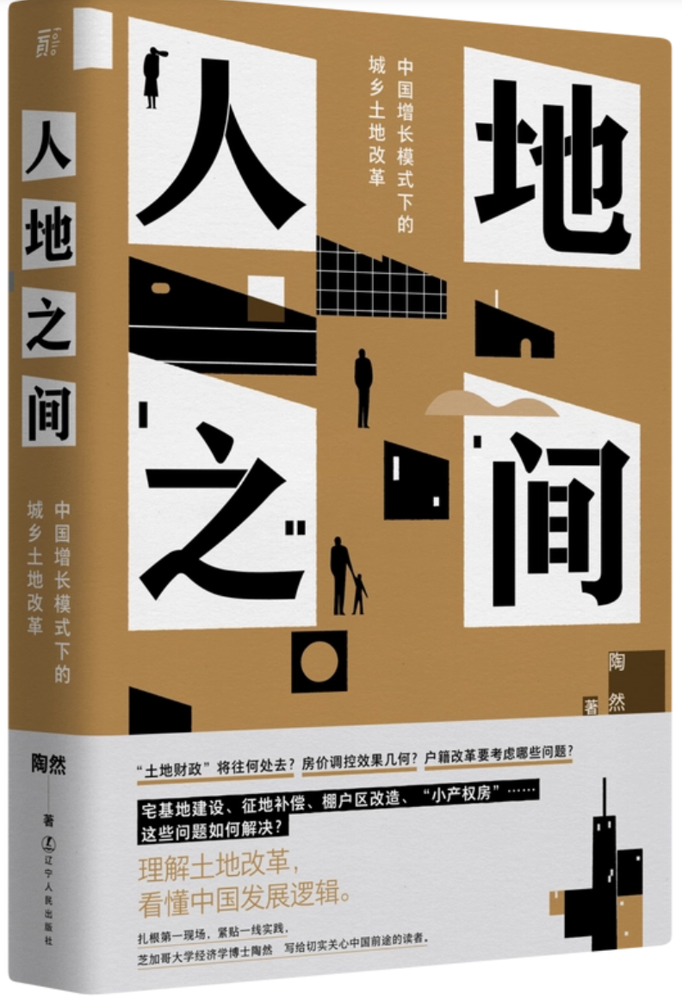 一頁
folio
人
地
之
间
中国增长模式下的
城乡土地改革
陶然
著
辽宁人民出版社
人
地
之
间
中国增长模式下的
城乡土地改革
陶然
著
“土地财政”将往何处去？房价调控效果几何？户籍改革要考虑哪些问题？
宅基地建设、征地补偿、棚户区改造、“小产权房”……
这些问题如何解决？
理解土地改革，
看懂中国发展逻辑。
扎根第一现场，紧贴一线实践，
芝加哥大学经济学博士陶然 写给切实关心中国前途的读者。